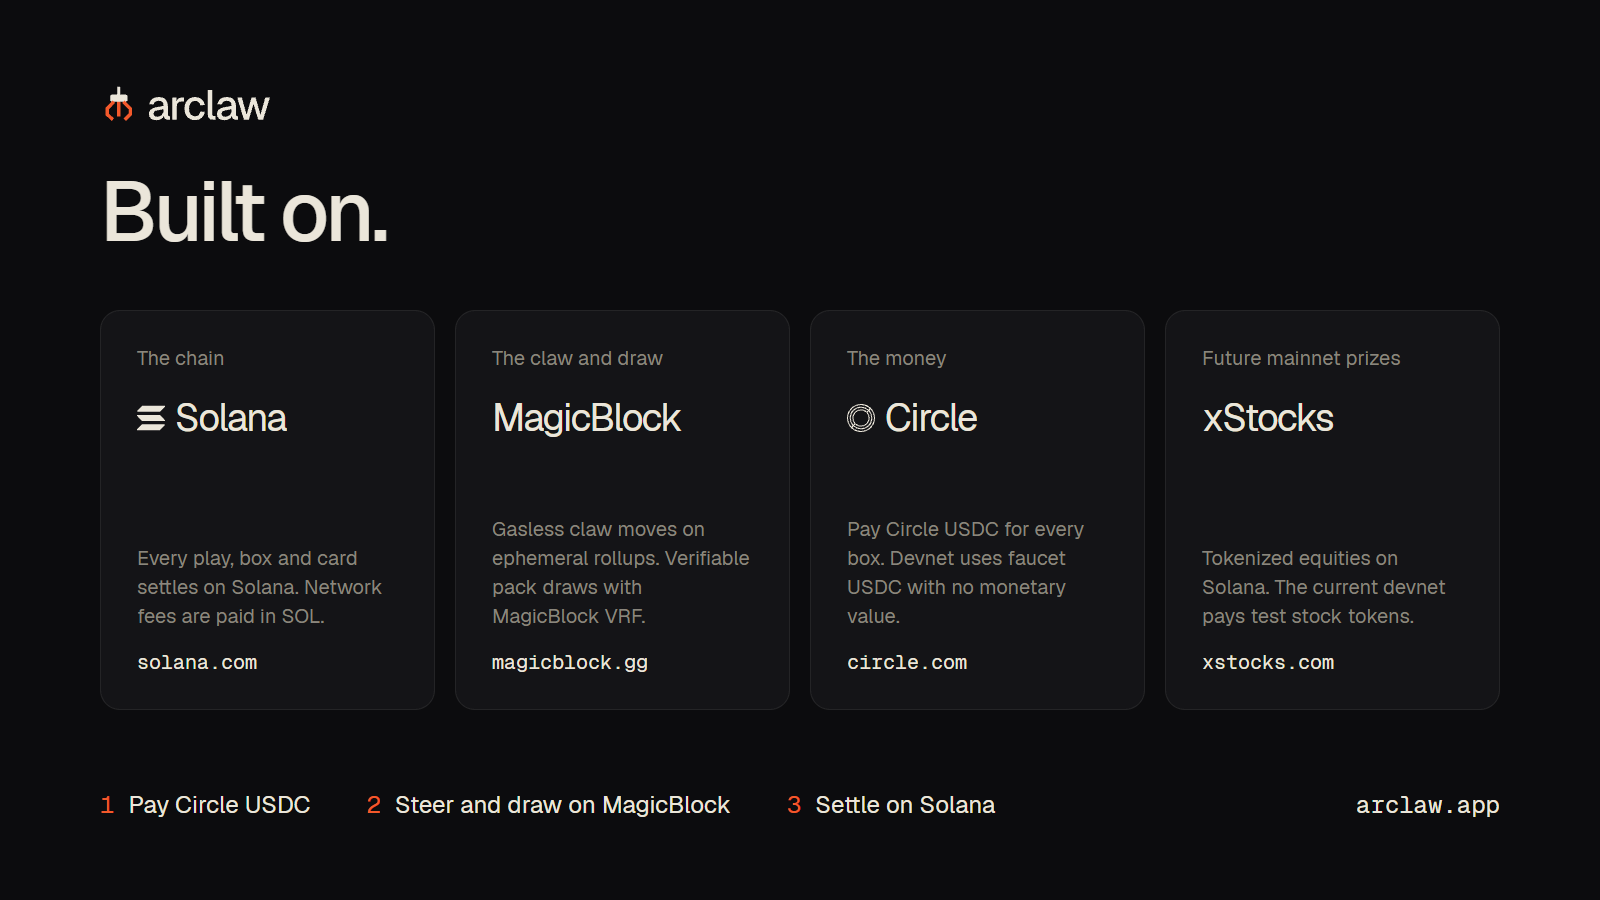 arclaw
Built on.
The chain
Solana
Every play, box and card
settles on Solana. Network
fees are paid in SOL.
solana.com
The claw and draw
MagicBlock
Gasless claw moves on
ephemeral rollups. Verifiable
pack draws with
MagicBlock VRF.
magicblock.gg
The money
Circle
Pay Circle USDC for every
box. Devnet uses faucet
USDC with no monetary
value.
circle.com
Future mainnet prizes
xStocks
Tokenized equities on
Solana. The current devnet
pays test stock tokens.
xstocks.com
1 Pay Circle USDC
2 Steer and draw on MagicBlock
3 Settle on Solana
arclaw.app